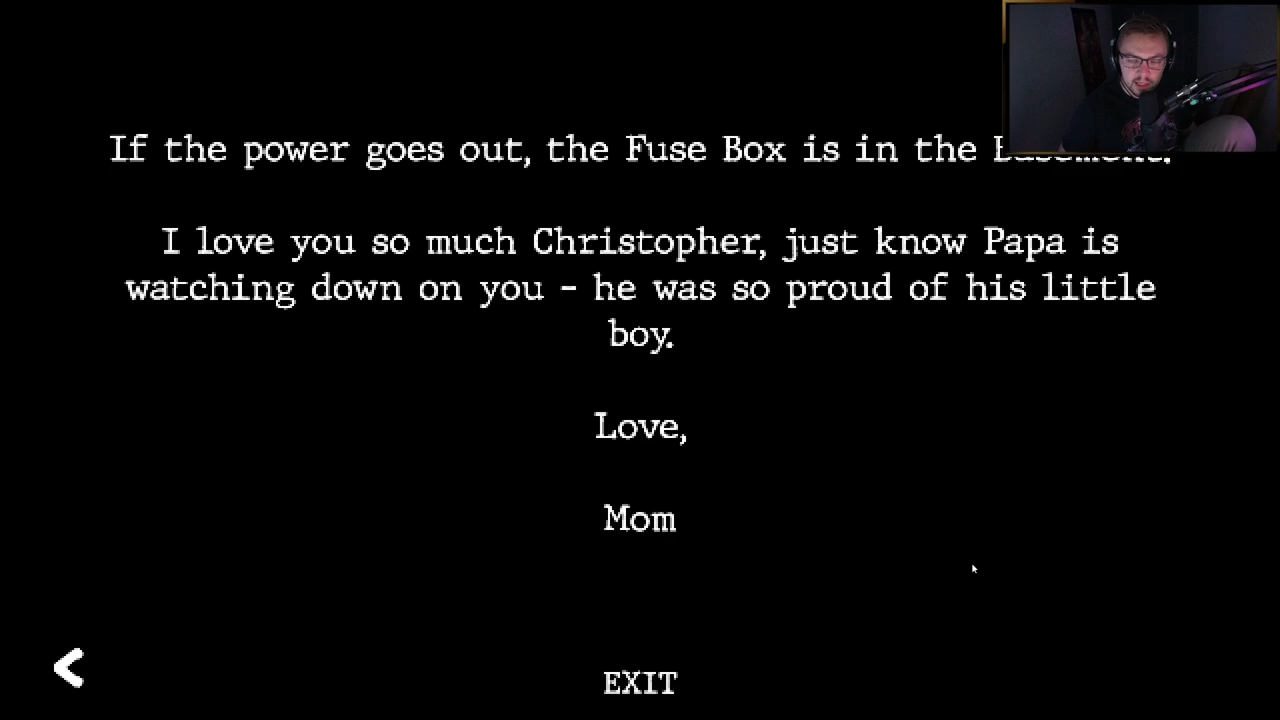 If the power goes out, the Fuse Box is in the
I love you so much Christopher, just know Papa is
watching down on you - he was so proud of his little
boy.
Love,
Mom
<
EXIT